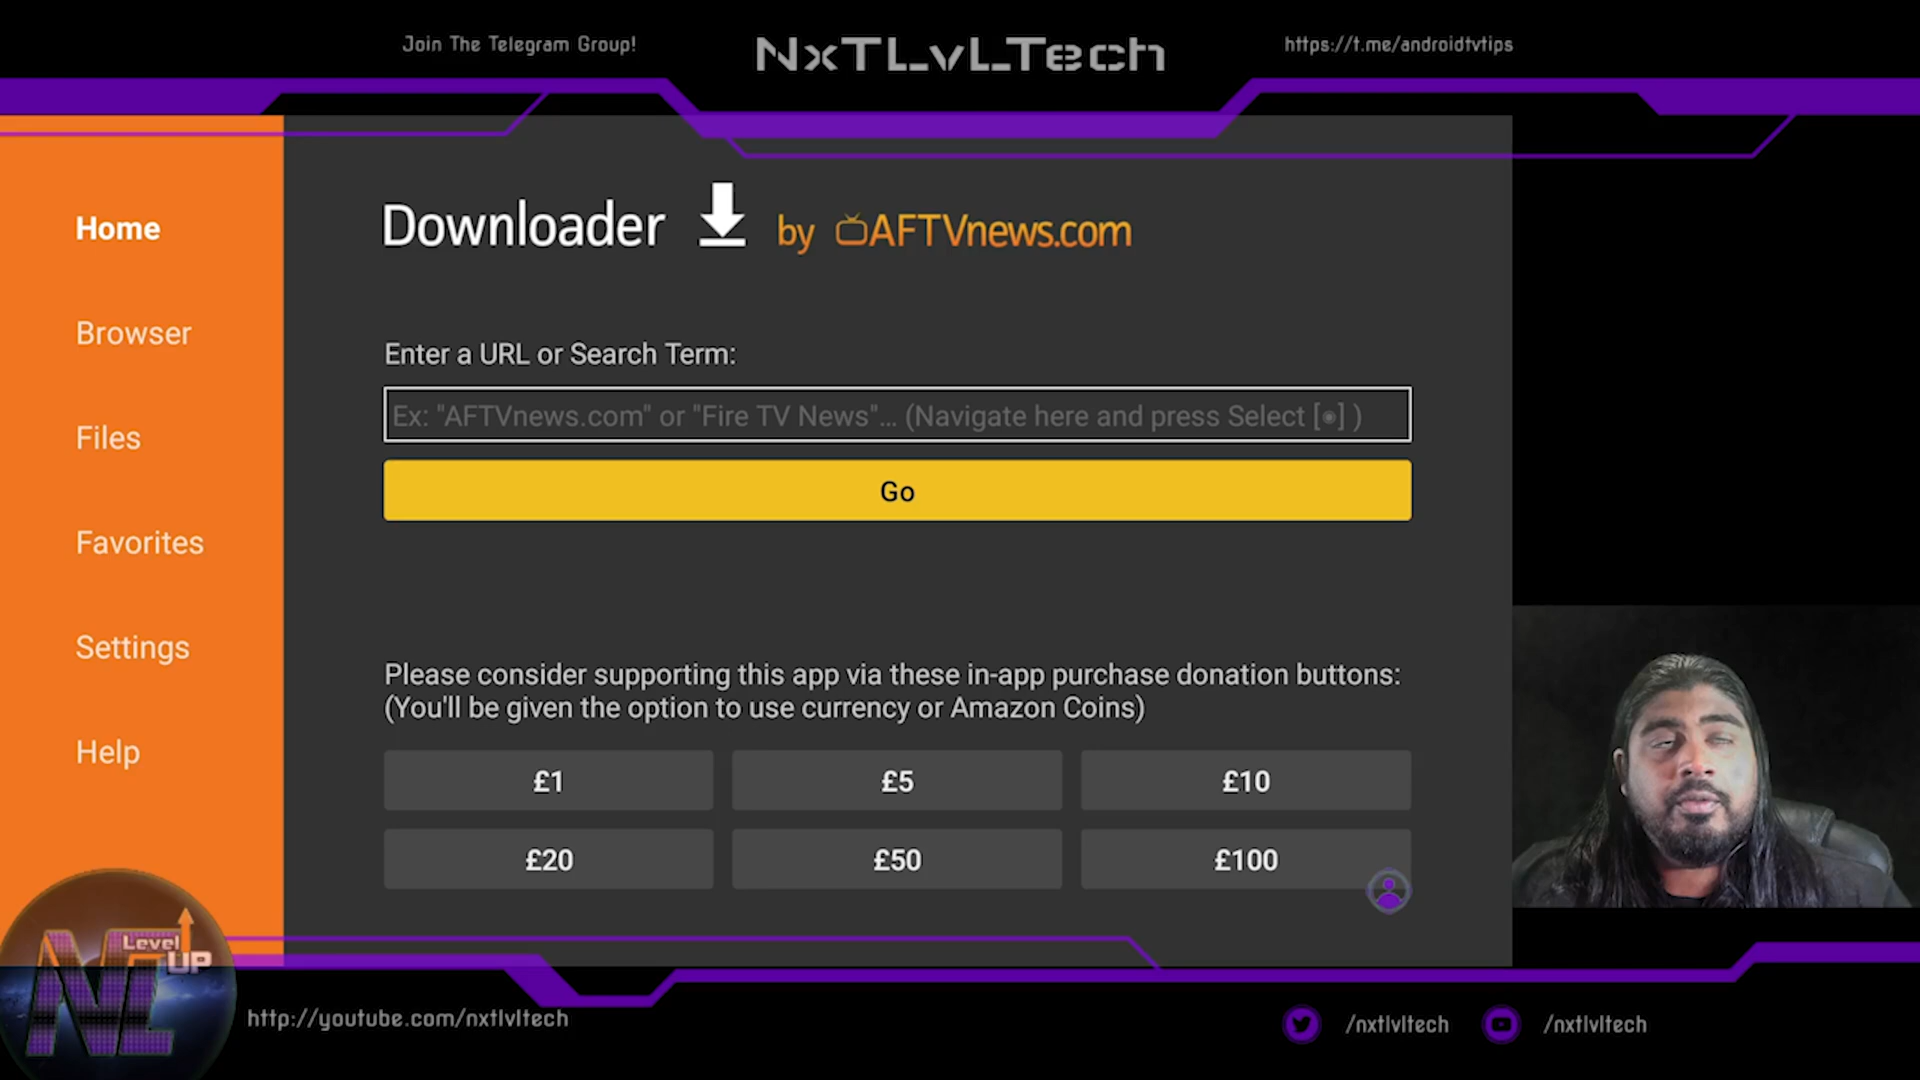 Join The Telegram Group!
NxTLvLTech
https://t.me/androidtvtips
Home
Browser
Files
Favorites
Settings
Help
Downloader by AFTVnews.com
Enter a URL or Search Term:
Ex: "AFTVnews.com" or "Fire TV News"... (Navigate here and press Select [◉] )
Go
Please consider supporting this app via these in-app purchase donation buttons:
(You'll be given the option to use currency or Amazon Coins)
£1 £5 £10
£20 £50 £100
Level
UP
NL
http://youtube.com/nxtlvltech
/nxtlvltech
/nxtlvltech